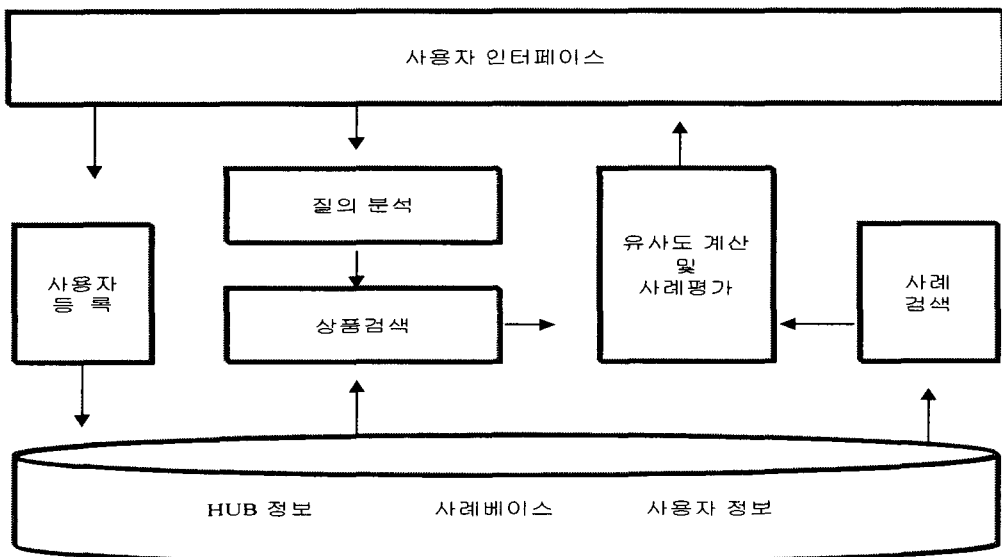 사용자 인터페이스
질의 분석
사용자
등 록
상품검색
유사도 계산
및
사례평가
사례
검색
HUB 정보 사례베이스 사용자 정보